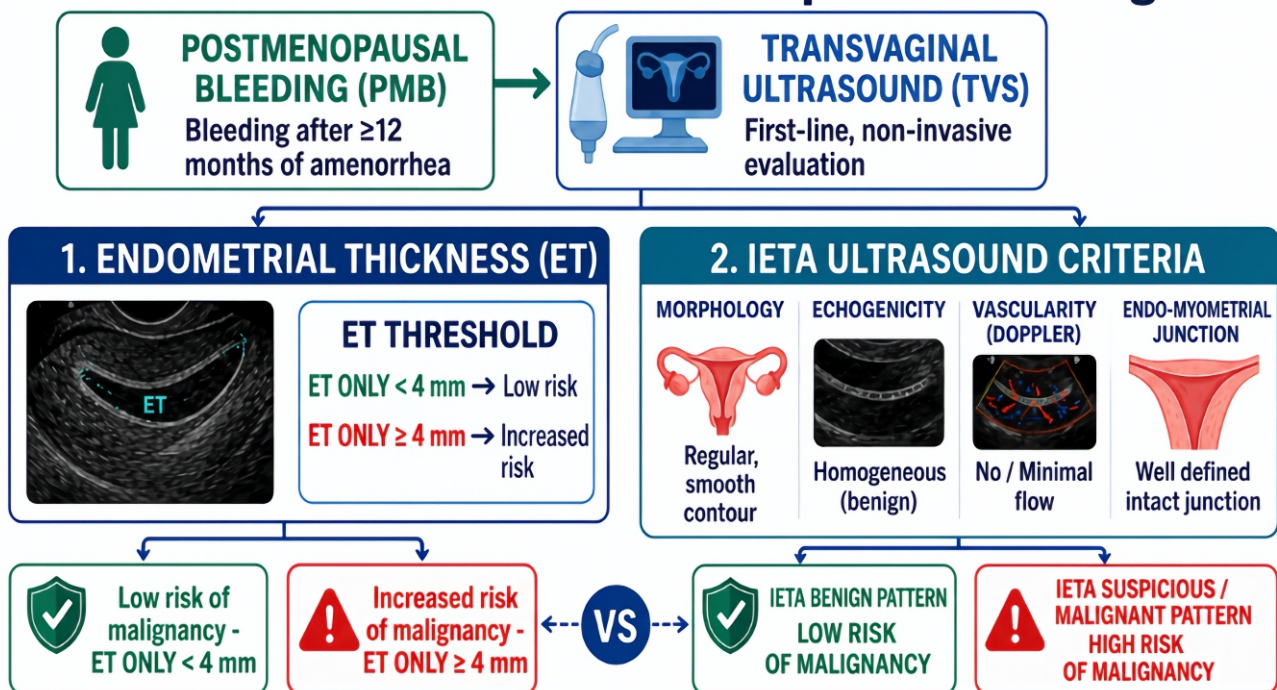 POSTMENOPAUSAL
BLEEDING (PMB)
Bleeding after ≥12
months of amenorrhea
TRANSVAGINAL
ULTRASOUND (TVS)
First-line, non-invasive
evaluation
1. ENDOMETRIAL THICKNESS (ET)
ET
ET THRESHOLD
ET ONLY < 4 mm → Low risk
ET ONLY ≥ 4 mm → Increased
risk
2. IETA ULTRASOUND CRITERIA
MORPHOLOGY
Regular,
smooth
contour
ECHOGENICITY
Homogeneous
(benign)
VASCULARITY
(DOPPLER)
No / Minimal
flow
ENDO-MYOMETRIAL
JUNCTION
Well defined
intact junction
Low risk of
malignancy -
ET ONLY < 4 mm
Increased risk
of malignancy -
ET ONLY ≥ 4 mm
VS
IETA BENIGN PATTERN
LOW RISK
OF MALIGNANCY
IETA SUSPICIOUS /
MALIGNANT PATTERN
HIGH RISK
OF MALIGNANCY